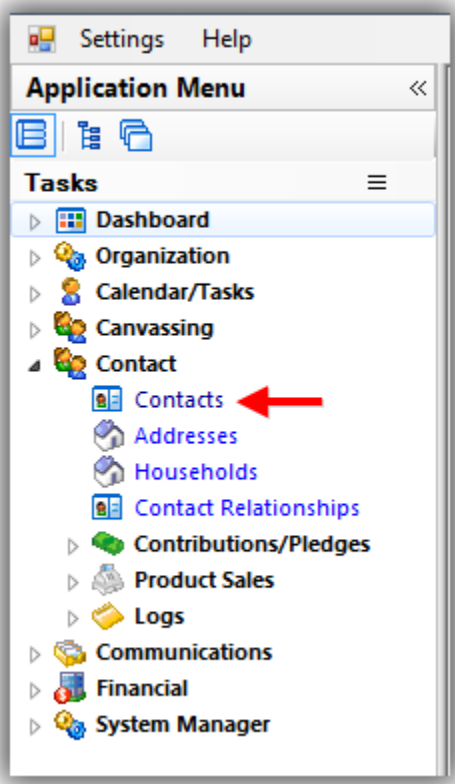 Settings Help
Application Menu
Tasks
Dashboard
Organization
Calendar/Tasks
Canvassing
Contact
Contacts
Addresses
Households
Contact Relationships
Contributions/Pledges
Product Sales
Logs
Communications
Financial
System Manager